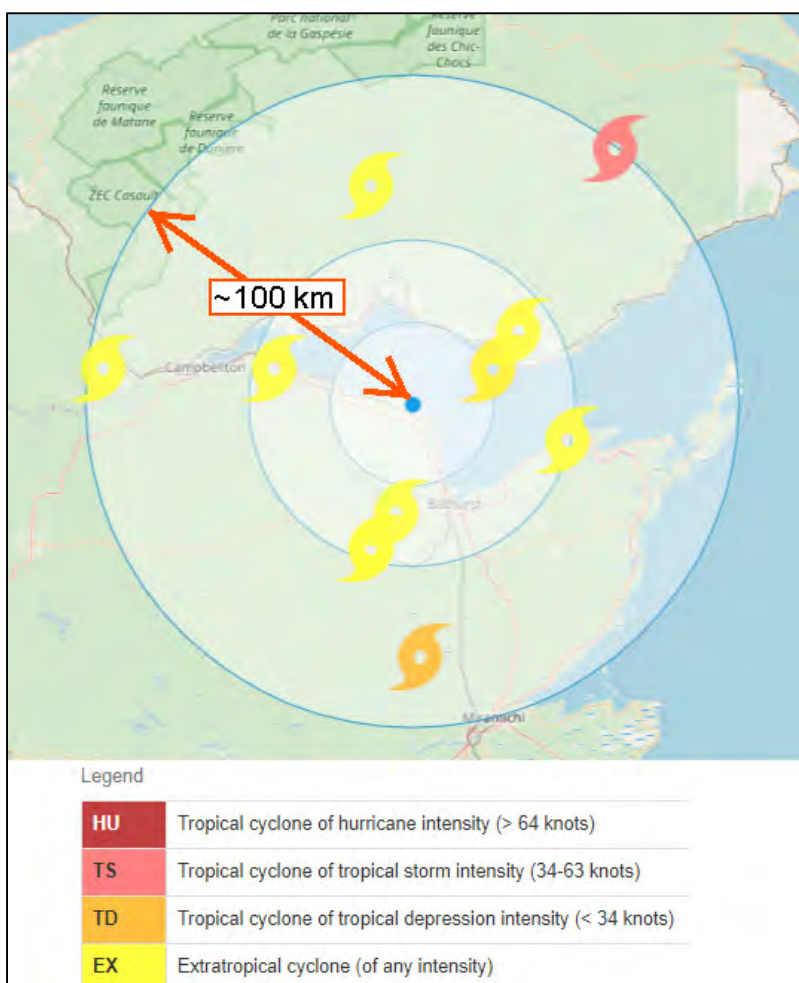 Parc national
de la Gaspésie
Réserve
faunique
des Chic-
Chocs
Réserve
faunique
de Matane
Réserve
faunique
de Dunière
ZEC Casault
~100 km
Campbellton
Bathurst
Miramichi
Legend
HU Tropical cyclone of hurricane intensity (> 64 knots)
TS Tropical cyclone of tropical storm intensity (34-63 knots)
TD Tropical cyclone of tropical depression intensity (< 34 knots)
EX Extratropical cyclone (of any intensity)